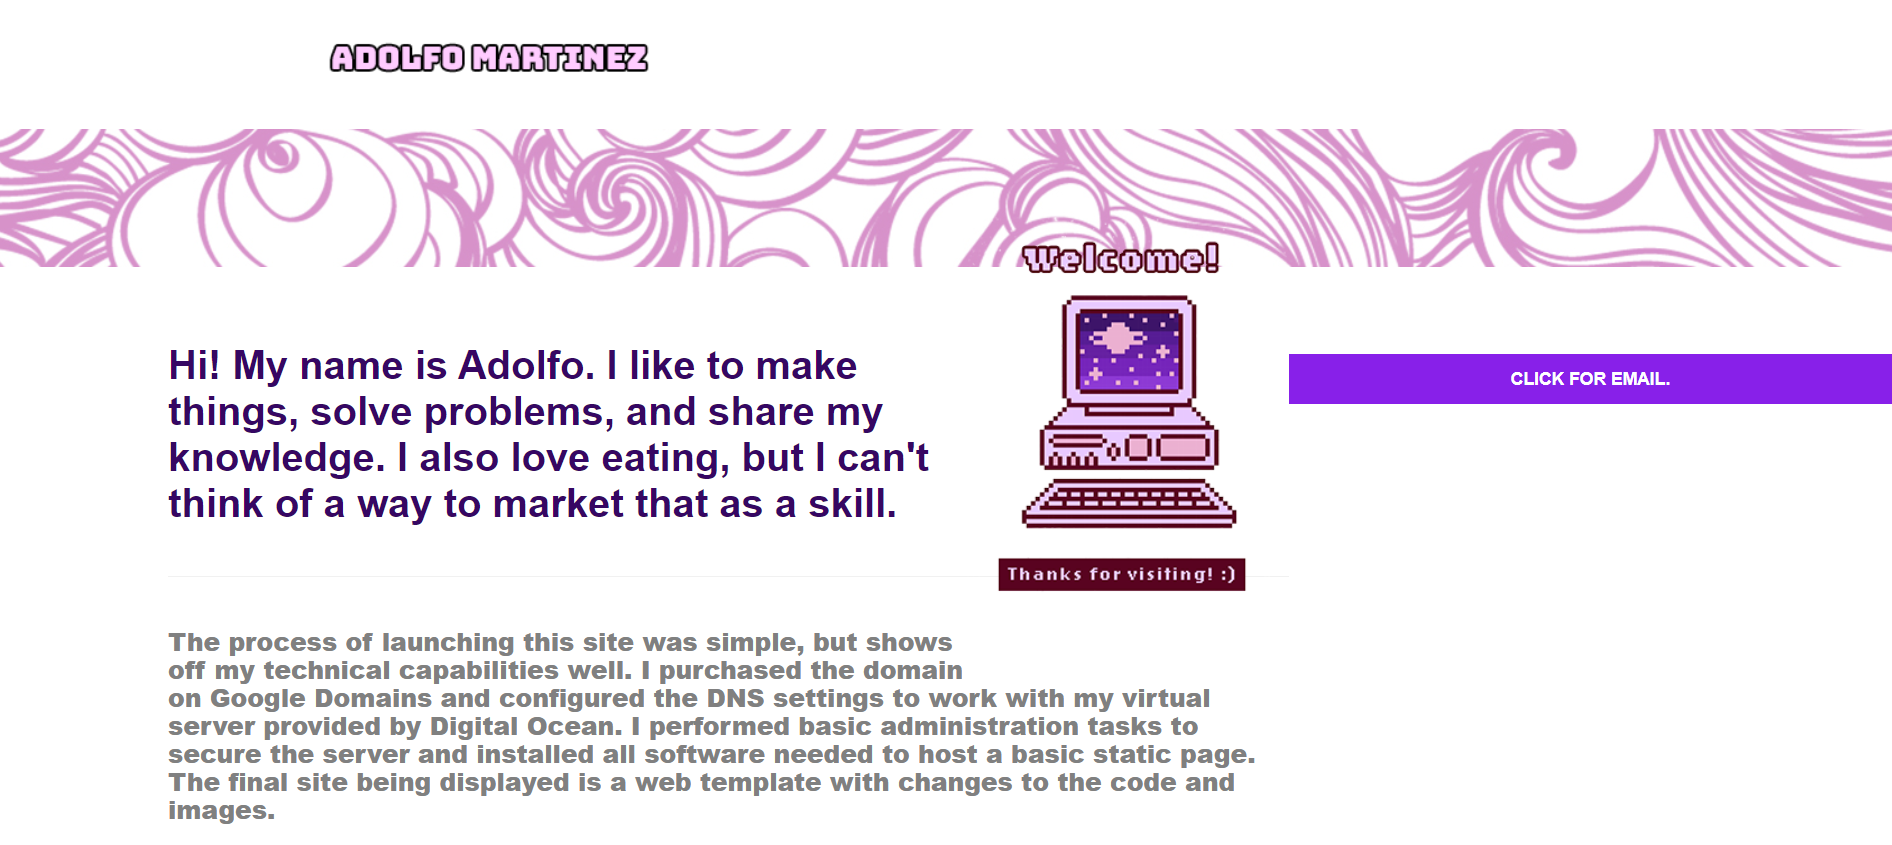 ADOLFO MARTINEZ
Welcome!
Hi! My name is Adolfo. I like to make
things, solve problems, and share my
knowledge. I also love eating, but I can't
think of a way to market that as a skill.
CLICK FOR EMAIL.
Thanks for visiting! :)
The process of launching this site was simple, but shows
off my technical capabilities well. I purchased the domain
on Google Domains and configured the DNS settings to work with my virtual
server provided by Digital Ocean. I performed basic administration tasks to
secure the server and installed all software needed to host a basic static page.
The final site being displayed is a web template with changes to the code and
images.